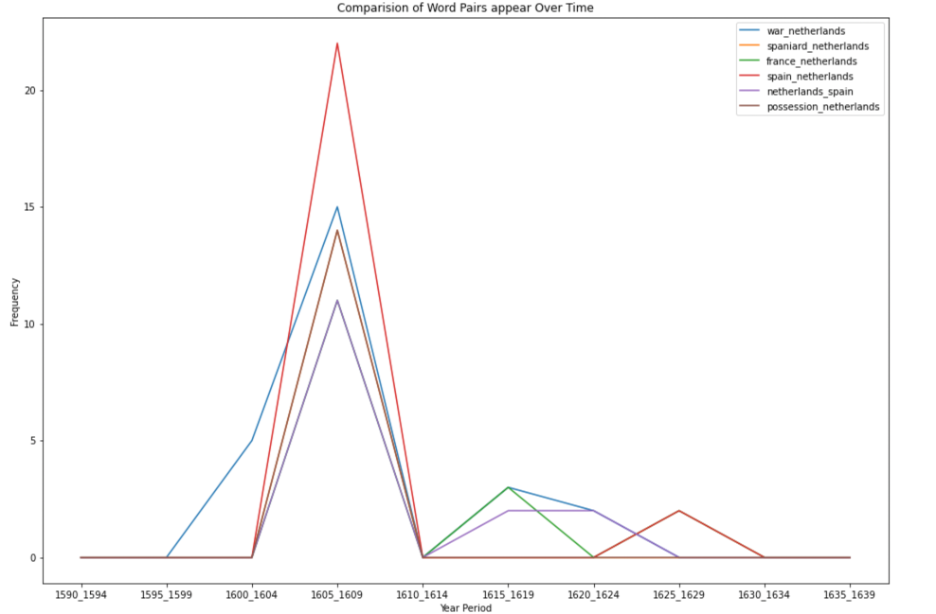 Comparision of Word Pairs appear Over Time
war_netherlands
spaniard_netherlands
france_netherlands
spain_netherlands
netherlands_spain
possession_netherlands
Frequency
20
15
10
5
0
1590_1594 1595_1599 1600_1604 1605_1609 1610_1614 1615_1619 1620_1624 1625_1629 1630_1634 1635_1639
Year Period